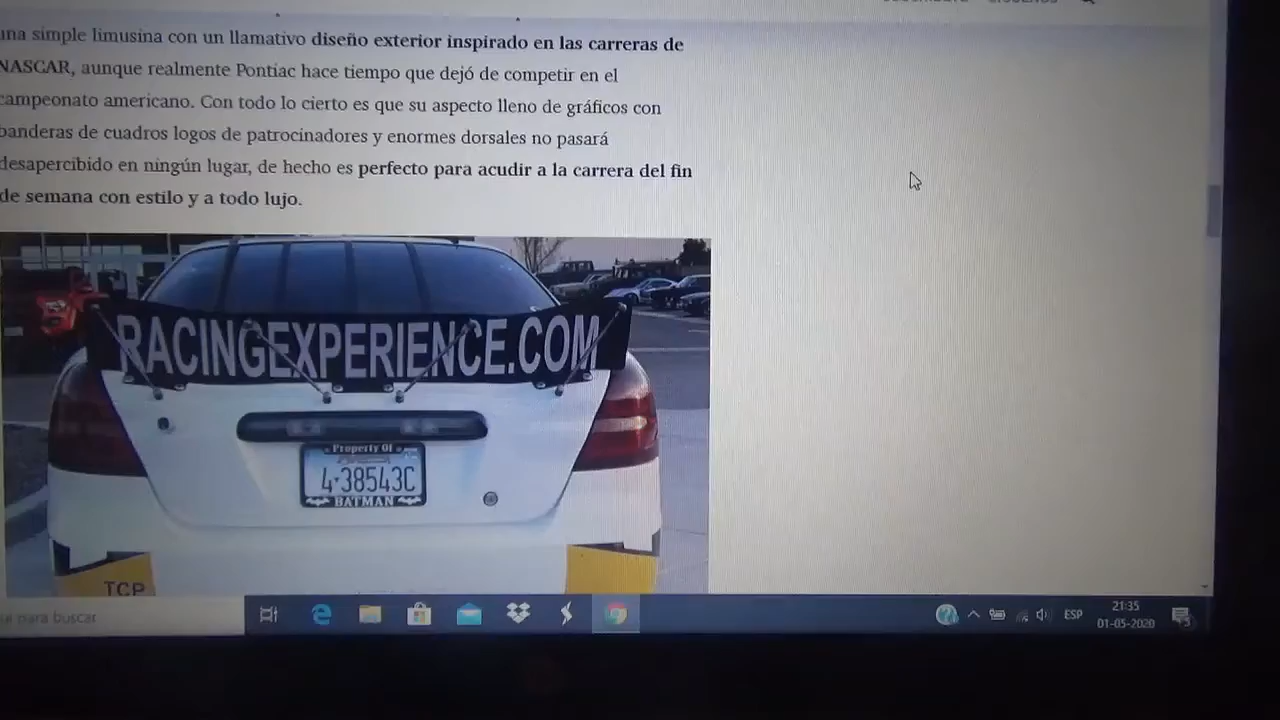 una simple limusina con un llamativo diseño exterior inspirado en las carreras de
NASCAR, aunque realmente Pontiac hace tiempo que dejó de competir en el
campeonato americano. Con todo lo cierto es que su aspecto lleno de gráficos con
banderas de cuadros logos de patrocinadores y enormes dorsales no pasará
desapercibido en ningún lugar, de hecho es perfecto para acudir a la carrera del fin
de semana con estilo y a todo lujo.
RACINGEXPERIENCE.COM
Property Of
4 38543C
BATMAN
TCP
para buscar
ESP
21:35
01-05-2020